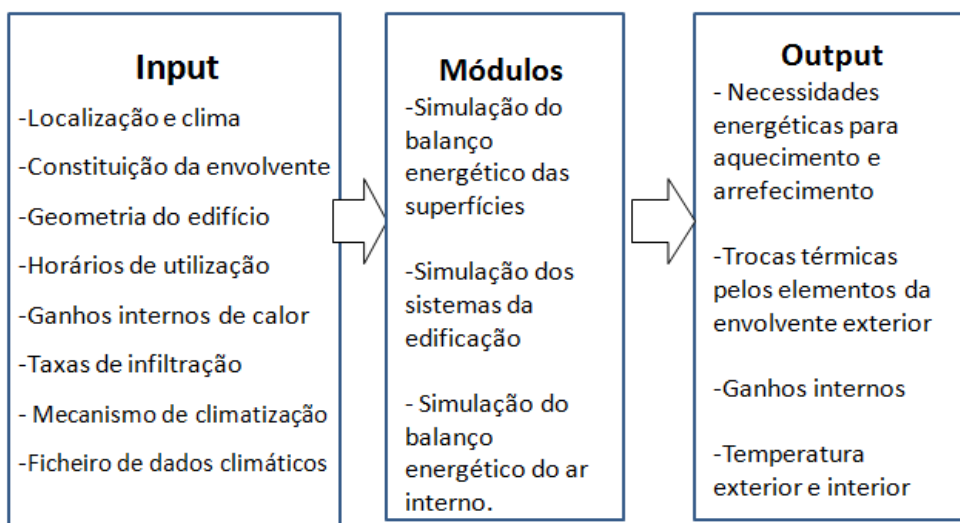 Input
-Localização e clima
-Constituição da envolvente
-Geometria do edifício
-Horários de utilização
-Ganhos internos de calor
-Taxas de infiltração
- Mecanismo de climatização
-Ficheiro de dados climáticos
Módulos
-Simulação do
balanço
energético das
superfícies
-Simulação dos
sistemas da
edificação
- Simulação do
balanço
energético do ar
interno.
Output
- Necessidades
energéticas para
aquecimento e
arrefecimento
-Trocas térmicas
pelos elementos da
envolvente exterior
-Ganhos internos
-Temperatura
exterior e interior